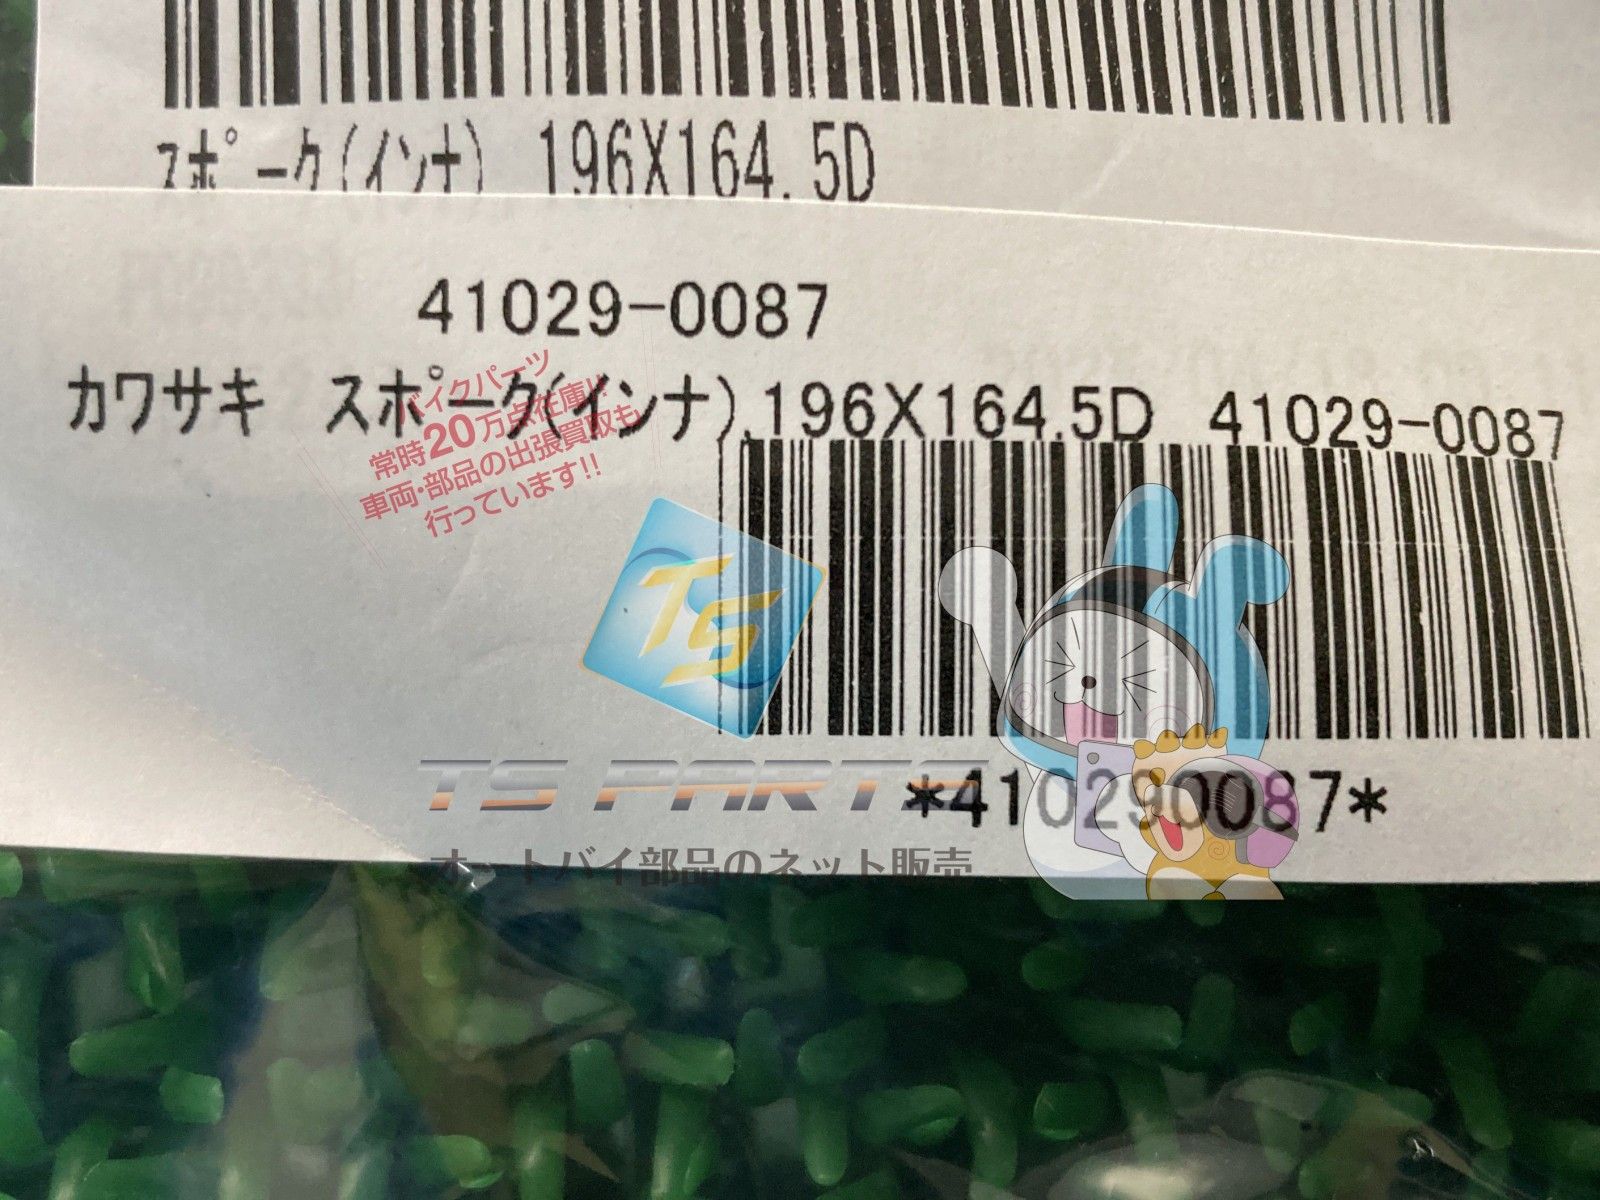 スポーク(インナ) 196X164.5D
41029-0087
カワサキ スポーク(インナ),196X164.5D 41029-0087
バイクパーツ
常時20万点在庫!!
車両・部品の出張買取も
行っています!!
TS
*410290087*
TS PARTS
オートバイ部品のネット販売